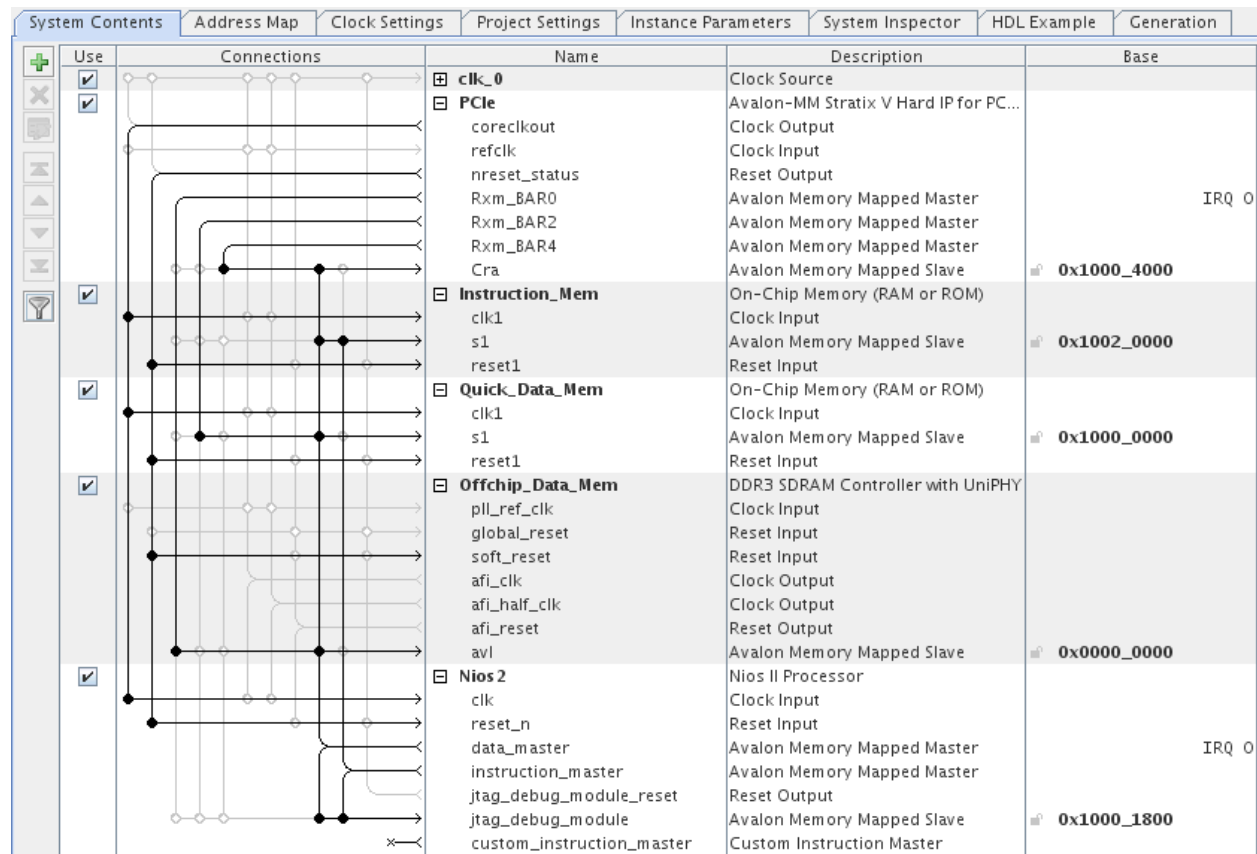 System Contents Address Map Clock Settings Project Settings Instance Parameters System Inspector HDL Example Generation
Use Connections Name Description Base
clk_0 Clock Source
PCIe Avalon-MM Stratix V Hard IP for PC...
coreclkout Clock Output
refclk Clock Input
nreset_status Reset Output
Rxm_BAR0 Avalon Memory Mapped Master IRQ 0
Rxm_BAR2 Avalon Memory Mapped Master
Rxm_BAR4 Avalon Memory Mapped Master
Cra Avalon Memory Mapped Slave 0x1000_4000
Instruction_Mem On-Chip Memory (RAM or ROM)
clk1 Clock Input
s1 Avalon Memory Mapped Slave 0x1002_0000
reset1 Reset Input
Quick_Data_Mem On-Chip Memory (RAM or ROM)
clk1 Clock Input
s1 Avalon Memory Mapped Slave 0x1000_0000
reset1 Reset Input
Offchip_Data_Mem DDR3 SDRAM Controller with UniPHY
pll_ref_clk Clock Input
global_reset Reset Input
soft_reset Reset Input
afi_clk Clock Output
afi_half_clk Clock Output
afi_reset Reset Output
avl Avalon Memory Mapped Slave 0x0000_0000
Nios2 Nios II Processor
clk Clock Input
reset_n Reset Input
data_master Avalon Memory Mapped Master IRQ 0
instruction_master Avalon Memory Mapped Master
jtag_debug_module_reset Reset Output
jtag_debug_module Avalon Memory Mapped Slave 0x1000_1800
custom_instruction_master Custom Instruction Master